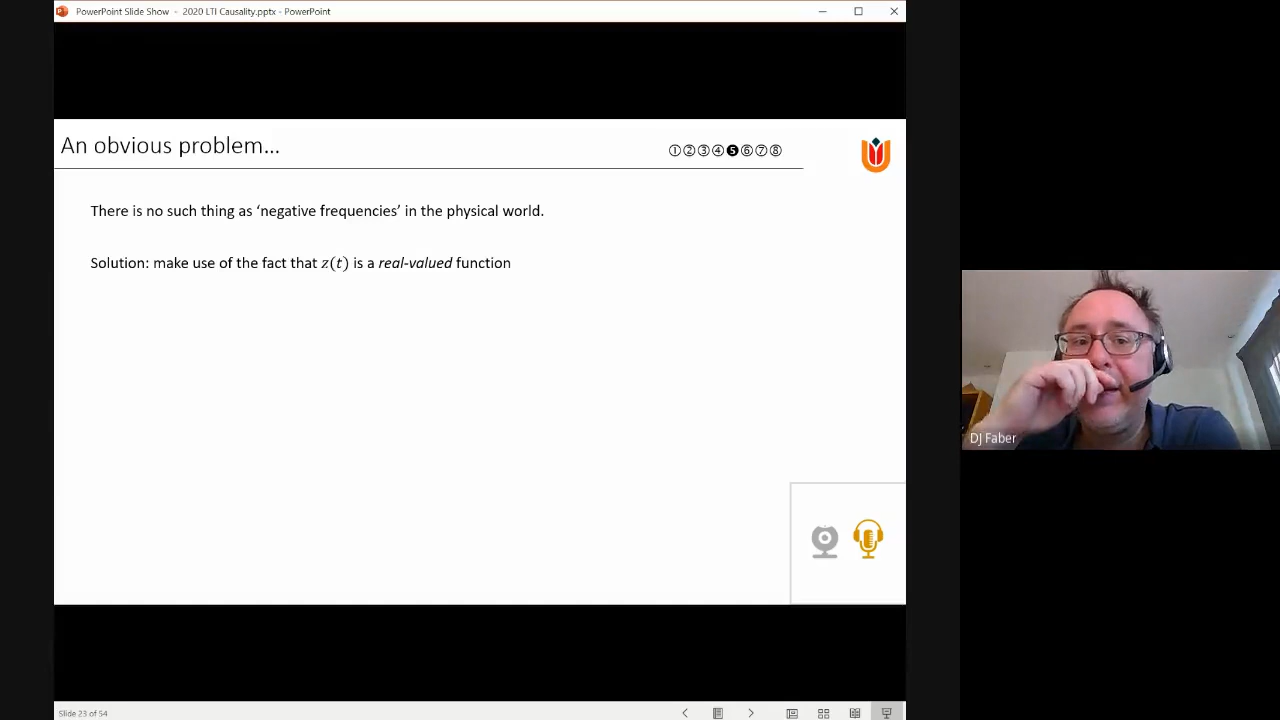 PowerPoint Slide Show - 2020 LTI Causality.pptx - PowerPoint
An obvious problem...
①②③④❺⑥⑦⑧
There is no such thing as ‘negative frequencies’ in the physical world.
Solution: make use of the fact that z(t) is a real-valued function
DJ Faber
Slide 23 of 54